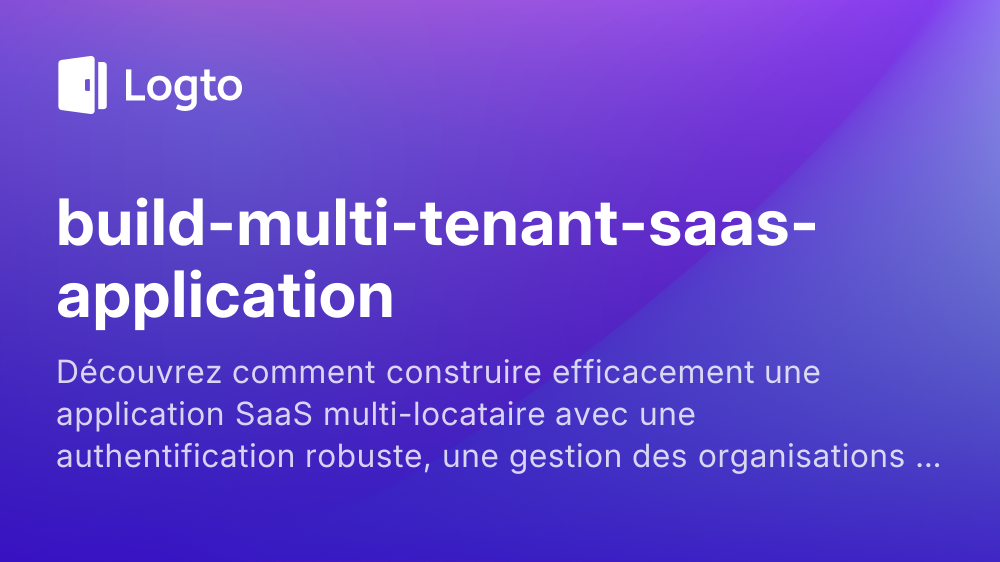 Logto
build-multi-tenant-saas-
application
Découvrez comment construire efficacement une
application SaaS multi-locataire avec une
authentification robuste, une gestion des organisations ...